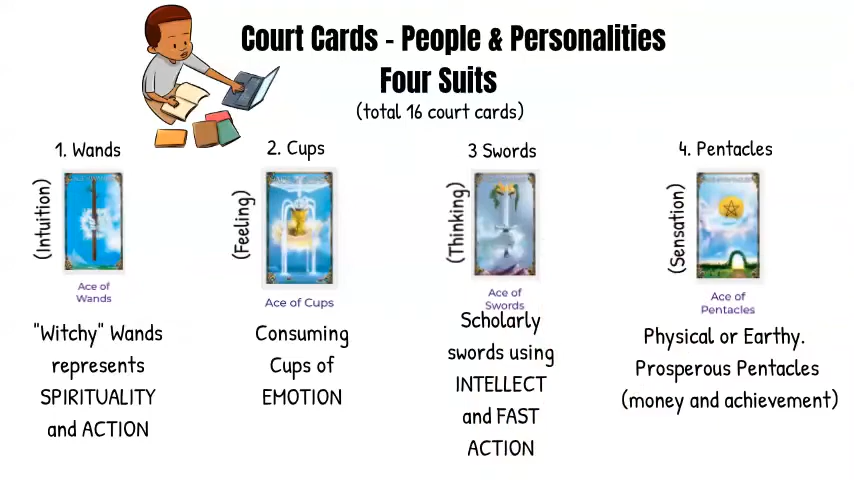 Court Cards - People & Personalities
Four Suits
(total 16 court cards)
1. Wands
(Intuition)
Ace of
Wands
"Witchy" Wands
represents
SPIRITUALITY
and ACTION
2. Cups
(Feeling)
Ace of Cups
Consuming
Cups of
EMOTION
3 Swords
(Thinking)
Ace of
Swords
Scholarly
swords using
INTELLECT
and FAST
ACTION
4. Pentacles
(Sensation)
Ace of
Pentacles
Physical or Earthy.
Prosperous Pentacles
(money and achievement)